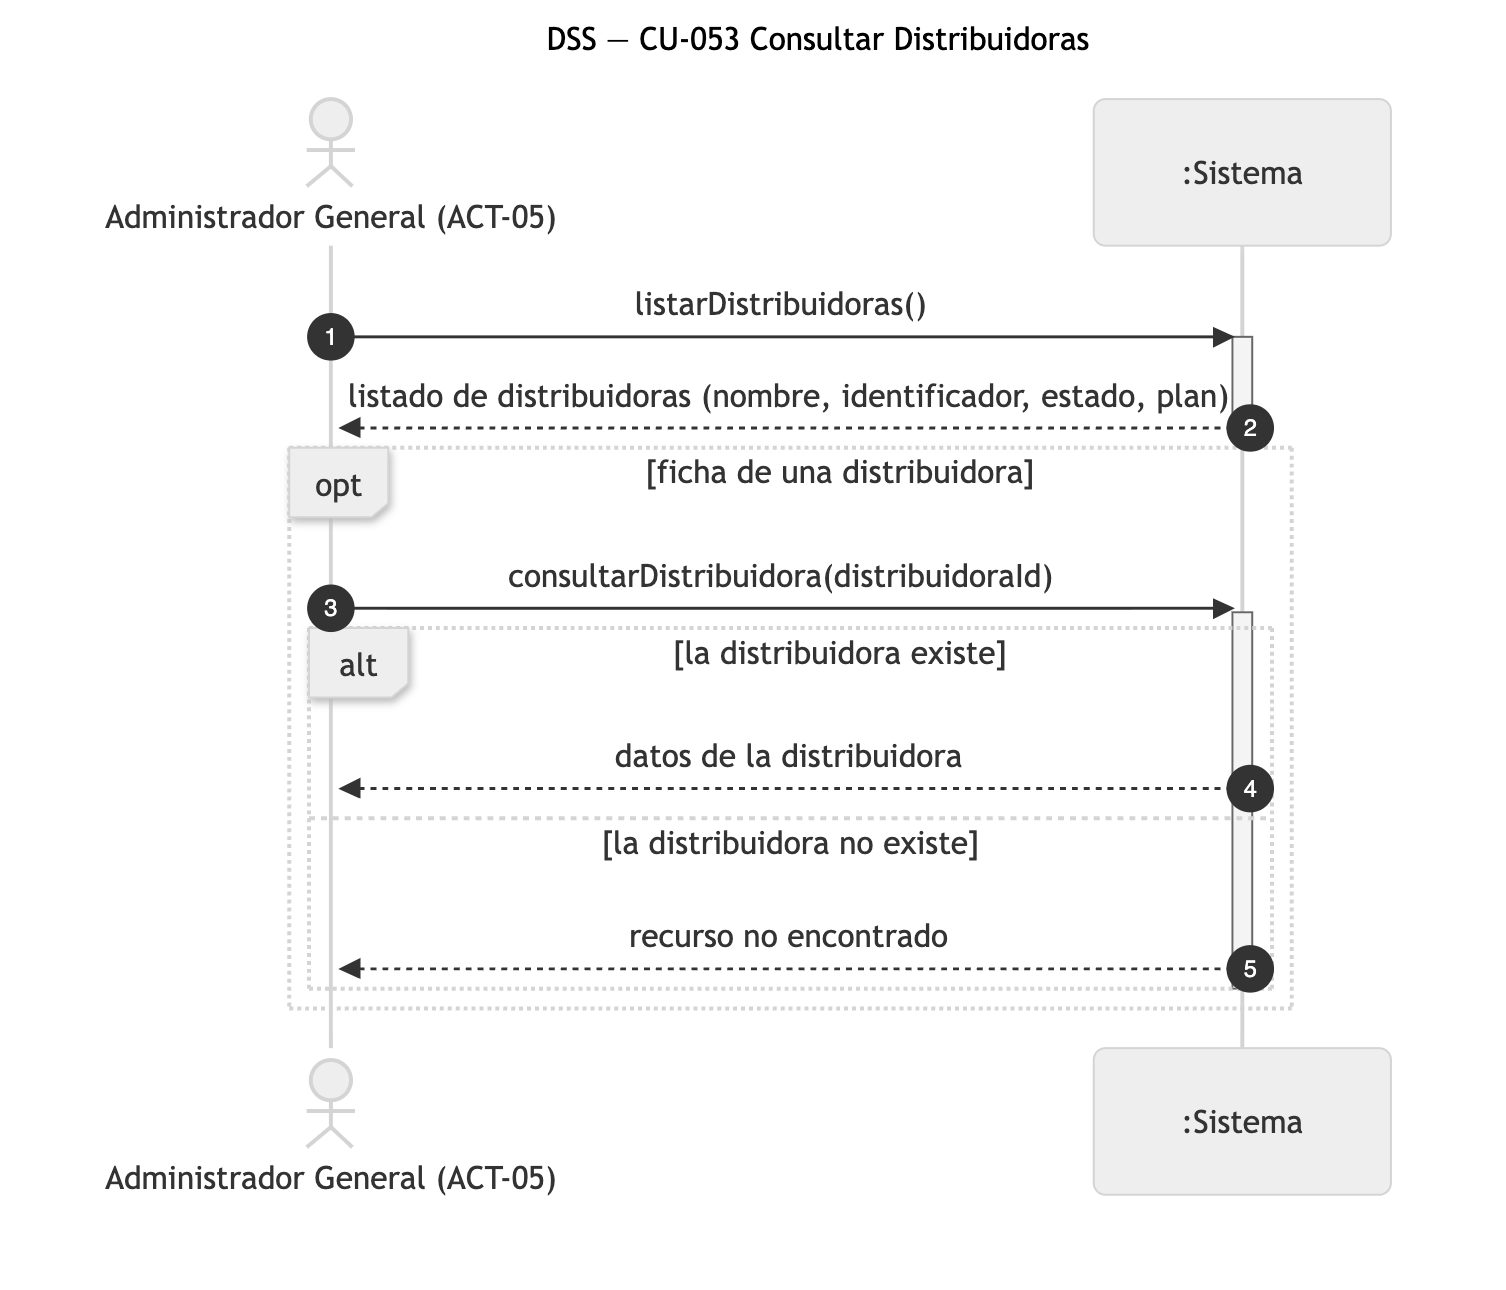 DSS — CU-053 Consultar Distribuidoras
:Sistema
Administrador General (ACT-05)
listarDistribuidoras()
1
listado de distribuidoras (nombre, identificador, estado, plan)
2
[ficha de una distribuidora]
opt
consultarDistribuidora(distribuidoraId)
3
[la distribuidora existe]
alt
datos de la distribuidora
4
[la distribuidora no existe]
recurso no encontrado
5
:Sistema
Administrador General (ACT-05)